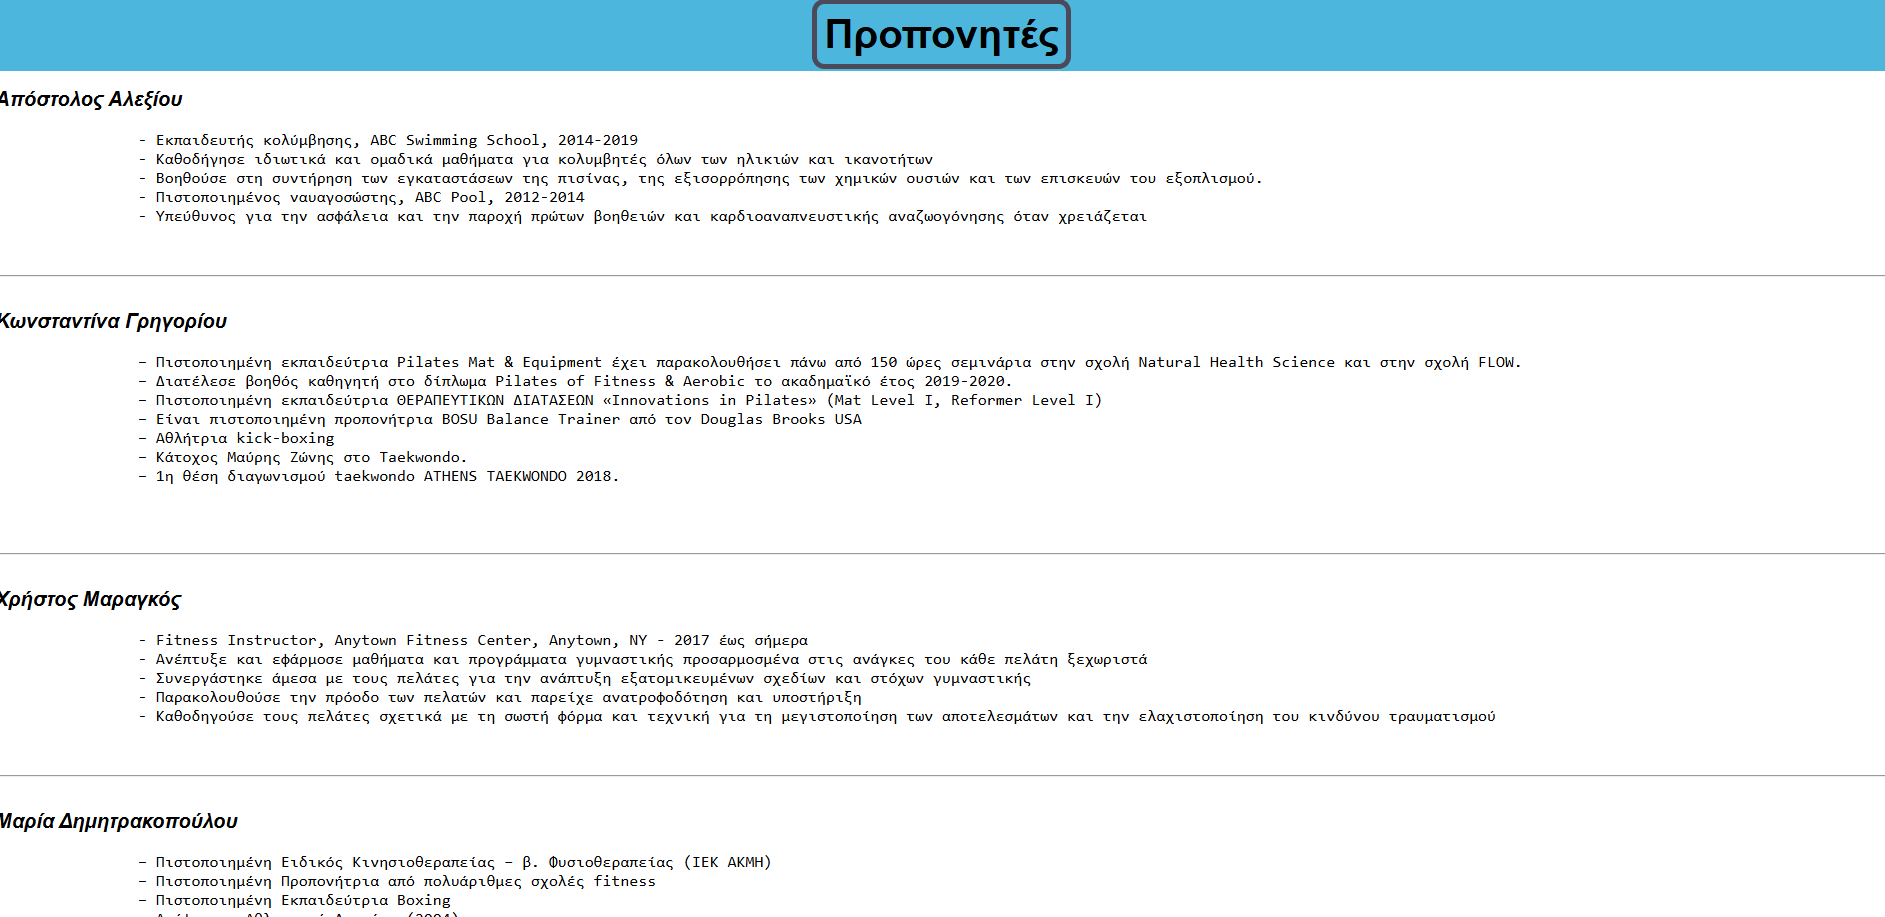 Προπονητές
Απόστολος Αλεξίου
- Εκπαιδευτής κολύμβησης, ABC Swimming School, 2014-2019
- Καθοδήγησε ιδιωτικά και ομαδικά μαθήματα για κολυμβητές όλων των ηλικιών και ικανοτήτων
- Βοηθούσε στη συντήρηση των εγκαταστάσεων της πισίνας, της εξισορρόπησης των χημικών ουσιών και των επισκευών του εξοπλισμού.
- Πιστοποιημένος ναυαγοσώστης, ABC Pool, 2012-2014
- Υπεύθυνος για την ασφάλεια και την παροχή πρώτων βοηθειών και καρδιοαναπνευστικής αναζωογόνησης όταν χρειάζεται
Κωνσταντίνα Γρηγορίου
– Πιστοποιημένη εκπαιδεύτρια Pilates Mat & Equipment έχει παρακολουθήσει πάνω από 150 ώρες σεμινάρια στην σχολή Natural Health Science και στην σχολή FLOW.
– Διατέλεσε βοηθός καθηγητή στο δίπλωμα Pilates of Fitness & Aerobic το ακαδημαϊκό έτος 2019-2020.
– Πιστοποιημένη εκπαιδεύτρια ΘΕΡΑΠΕΥΤΙΚΩΝ ΔΙΑΤΑΣΕΩΝ «Innovations in Pilates» (Mat Level I, Reformer Level I)
– Είναι πιστοποιημένη προπονήτρια BOSU Balance Trainer από τον Douglas Brooks USA
– Αθλήτρια kick-boxing
– Κάτοχος Μαύρης Ζώνης στο Taekwondo.
– 1η θέση διαγωνισμού taekwondo ATHENS TAEKWONDO 2018.
Χρήστος Μαραγκός
- Fitness Instructor, Anytown Fitness Center, Anytown, NY - 2017 έως σήμερα
- Ανέπτυξε και εφάρμοσε μαθήματα και προγράμματα γυμναστικής προσαρμοσμένα στις ανάγκες του κάθε πελάτη ξεχωριστά
- Συνεργάστηκε άμεσα με τους πελάτες για την ανάπτυξη εξατομικευμένων σχεδίων και στόχων γυμναστικής
- Παρακολουθούσε την πρόοδο των πελατών και παρείχε ανατροφοδότηση και υποστήριξη
- Καθοδηγούσε τους πελάτες σχετικά με τη σωστή φόρμα και τεχνική για τη μεγιστοποίηση των αποτελεσμάτων και την ελαχιστοποίηση του κινδύνου τραυματισμού
Μαρία Δημητρακοπούλου
– Πιστοποιημένη Ειδικός Κινησιοθεραπείας – β. Φυσιοθεραπείας (ΙΕΚ ΑΚΜΗ)
– Πιστοποιημένη Προπονήτρια από πολυάριθμες σχολές fitness
– Πιστοποιημένη Εκπαιδεύτρια Boxing